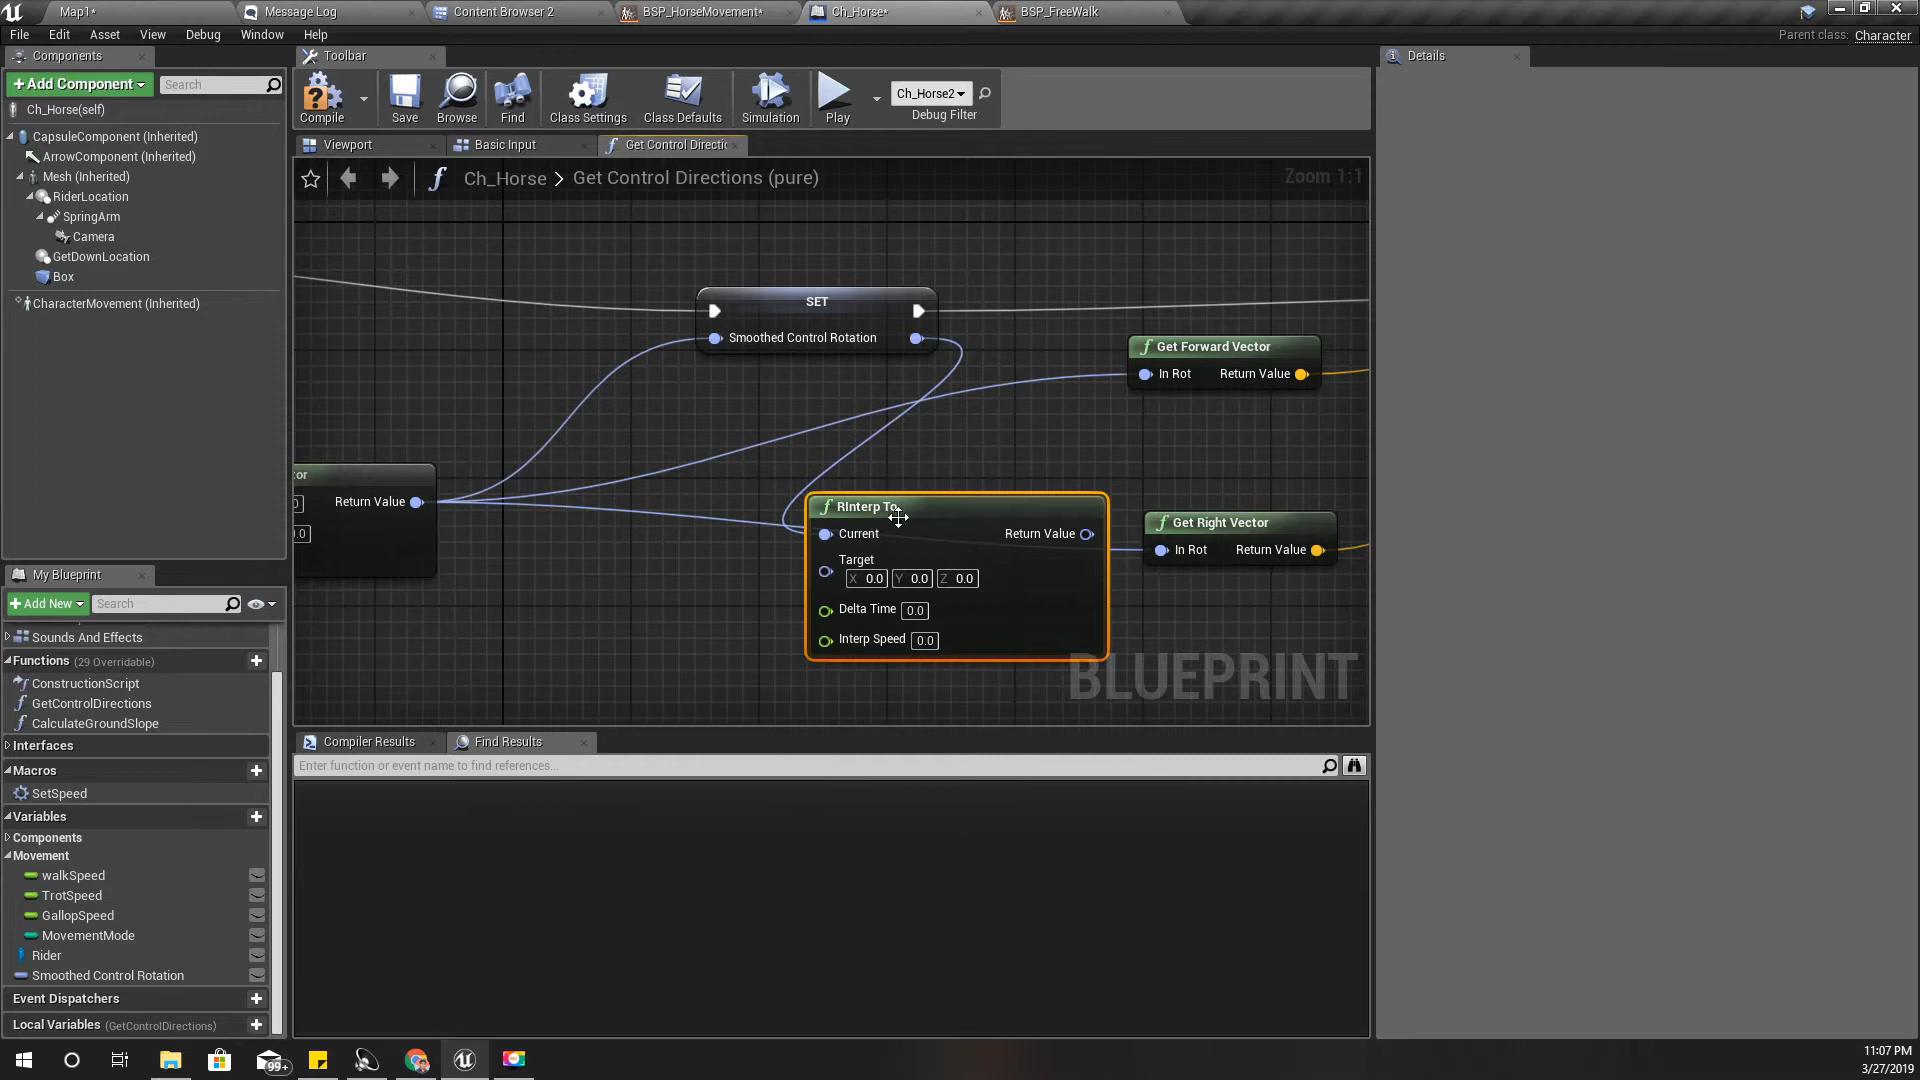 Map1*
Message Log
Content Browser 2
BSP_HorseMovement*
Ch_Horse*
BSP_FreeWalk
File Edit Asset View Debug Window Help
Parent class: Character
Components
Toolbar
Details
+ Add Component
Search
Ch_Horse(self)
CapsuleComponent (Inherited)
ArrowComponent (Inherited)
Mesh (Inherited)
RiderLocation
SpringArm
Camera
GetDownLocation
Box
CharacterMovement (Inherited)
Compile
Save
Browse
Find
Class Settings
Class Defaults
Simulation
Play
Ch_Horse2
Debug Filter
Viewport
Basic Input
Get Control Directic
Ch_Horse > Get Control Directions (pure)
Zoom 1:1
SET
Smoothed Control Rotation
Get Forward Vector
In Rot Return Value
Return Value
RInterp To
Current Return Value
Target
X 0.0 Y 0.0 Z 0.0
Delta Time 0.0
Interp Speed 0.0
Get Right Vector
In Rot Return Value
BLUEPRINT
My Blueprint
+ Add New
Search
Sounds And Effects
Functions (29 Overridable)
ConstructionScript
GetControlDirections
CalculateGroundSlope
Interfaces
Macros
SetSpeed
Variables
Components
Movement
walkSpeed
TrotSpeed
GallopSpeed
MovementMode
Rider
Smoothed Control Rotation
Event Dispatchers
Local Variables (GetControlDirections)
Compiler Results
Find Results
Enter function or event name to find references...
99+
11:07 PM
3/27/2019